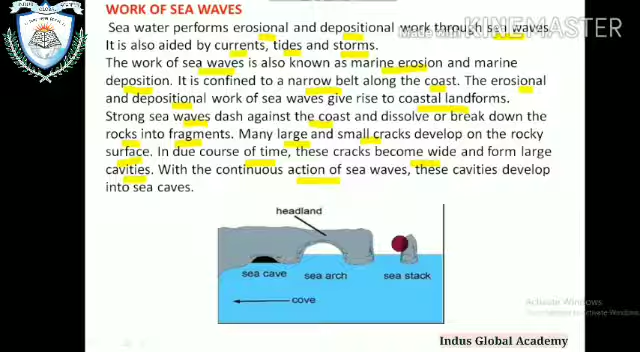 WORK OF SEA WAVES
Sea water performs erosional and depositional work through sea waves.
It is also aided by currents, tides and storms.
The work of sea waves is also known as marine erosion and marine
deposition. It is confined to a narrow belt along the coast. The erosional
and depositional work of sea waves give rise to coastal landforms.
Strong sea waves dash against the coast and dissolve or break down the
rocks into fragments. Many large and small cracks develop on the rocky
surface. In due course of time, these cracks become wide and form large
cavities. With the continuous action of sea waves, these cavities develop
into sea caves.
made with KINEMASTER
headland
sea cave
sea arch
sea stack
cove
Activate Windows
Indus Global Academy